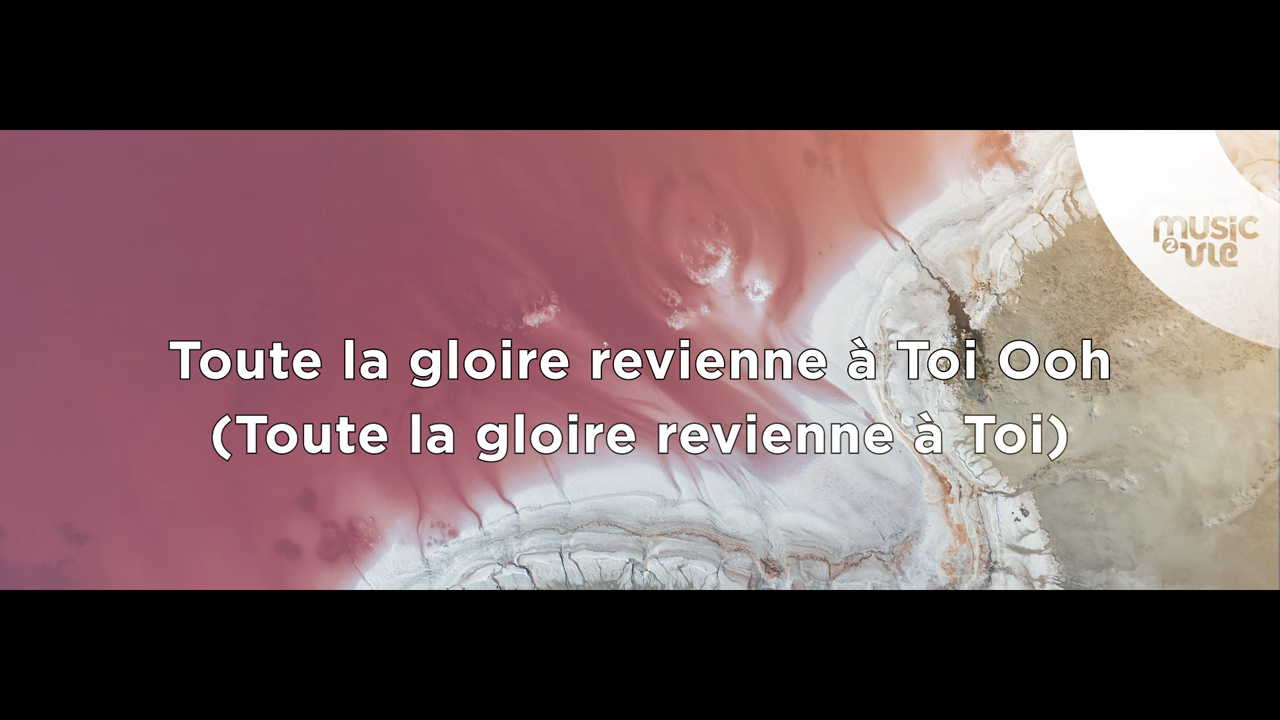 music
2 vie
Toute la gloire revienne à Toi Ooh
(Toute la gloire revienne à Toi)